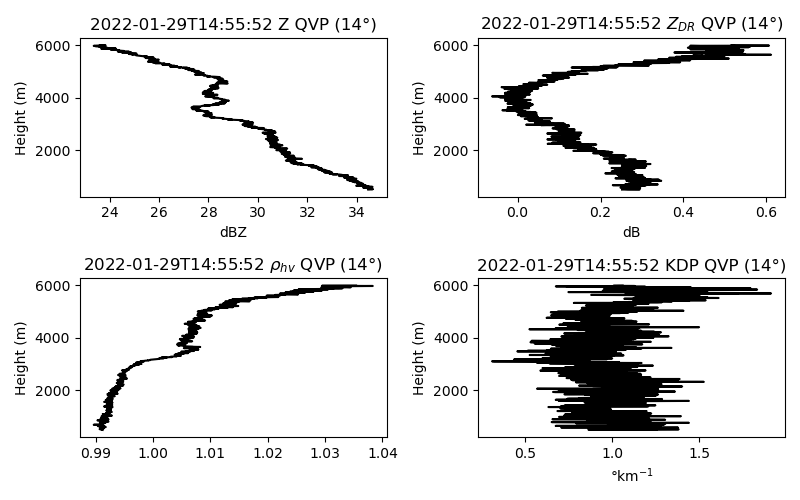 2022-01-29T14:55:52 Z QVP (14°)
6000
4000
2000
Height (m)
24 26 28 30 32 34
dBZ
2022-01-29T14:55:52 Z_DR QVP (14°)
6000
4000
2000
Height (m)
0.0 0.2 0.4 0.6
dB
2022-01-29T14:55:52 ρ_hv QVP (14°)
6000
4000
2000
Height (m)
0.99 1.00 1.01 1.02 1.03 1.04
2022-01-29T14:55:52 KDP QVP (14°)
6000
4000
2000
Height (m)
0.5 1.0 1.5
°km⁻¹